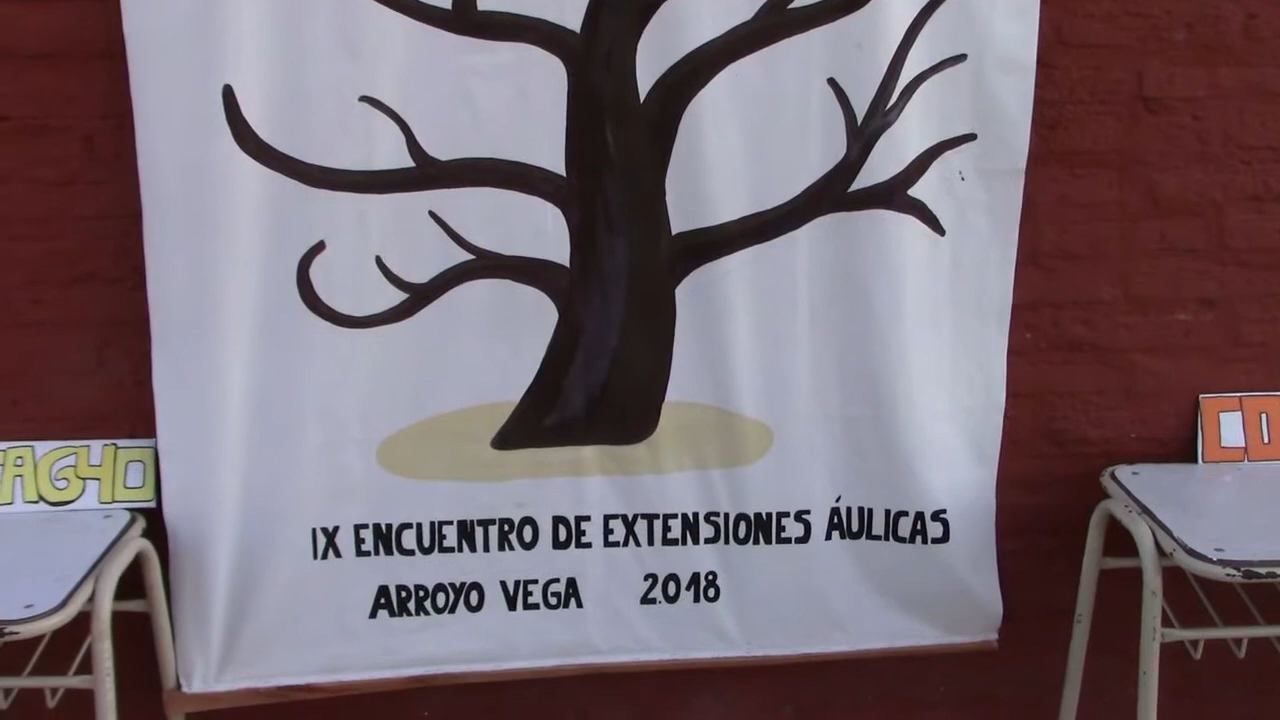 IX ENCUENTRO DE EXTENSIONES ÁULICAS
ARROYO VEGA 2.018